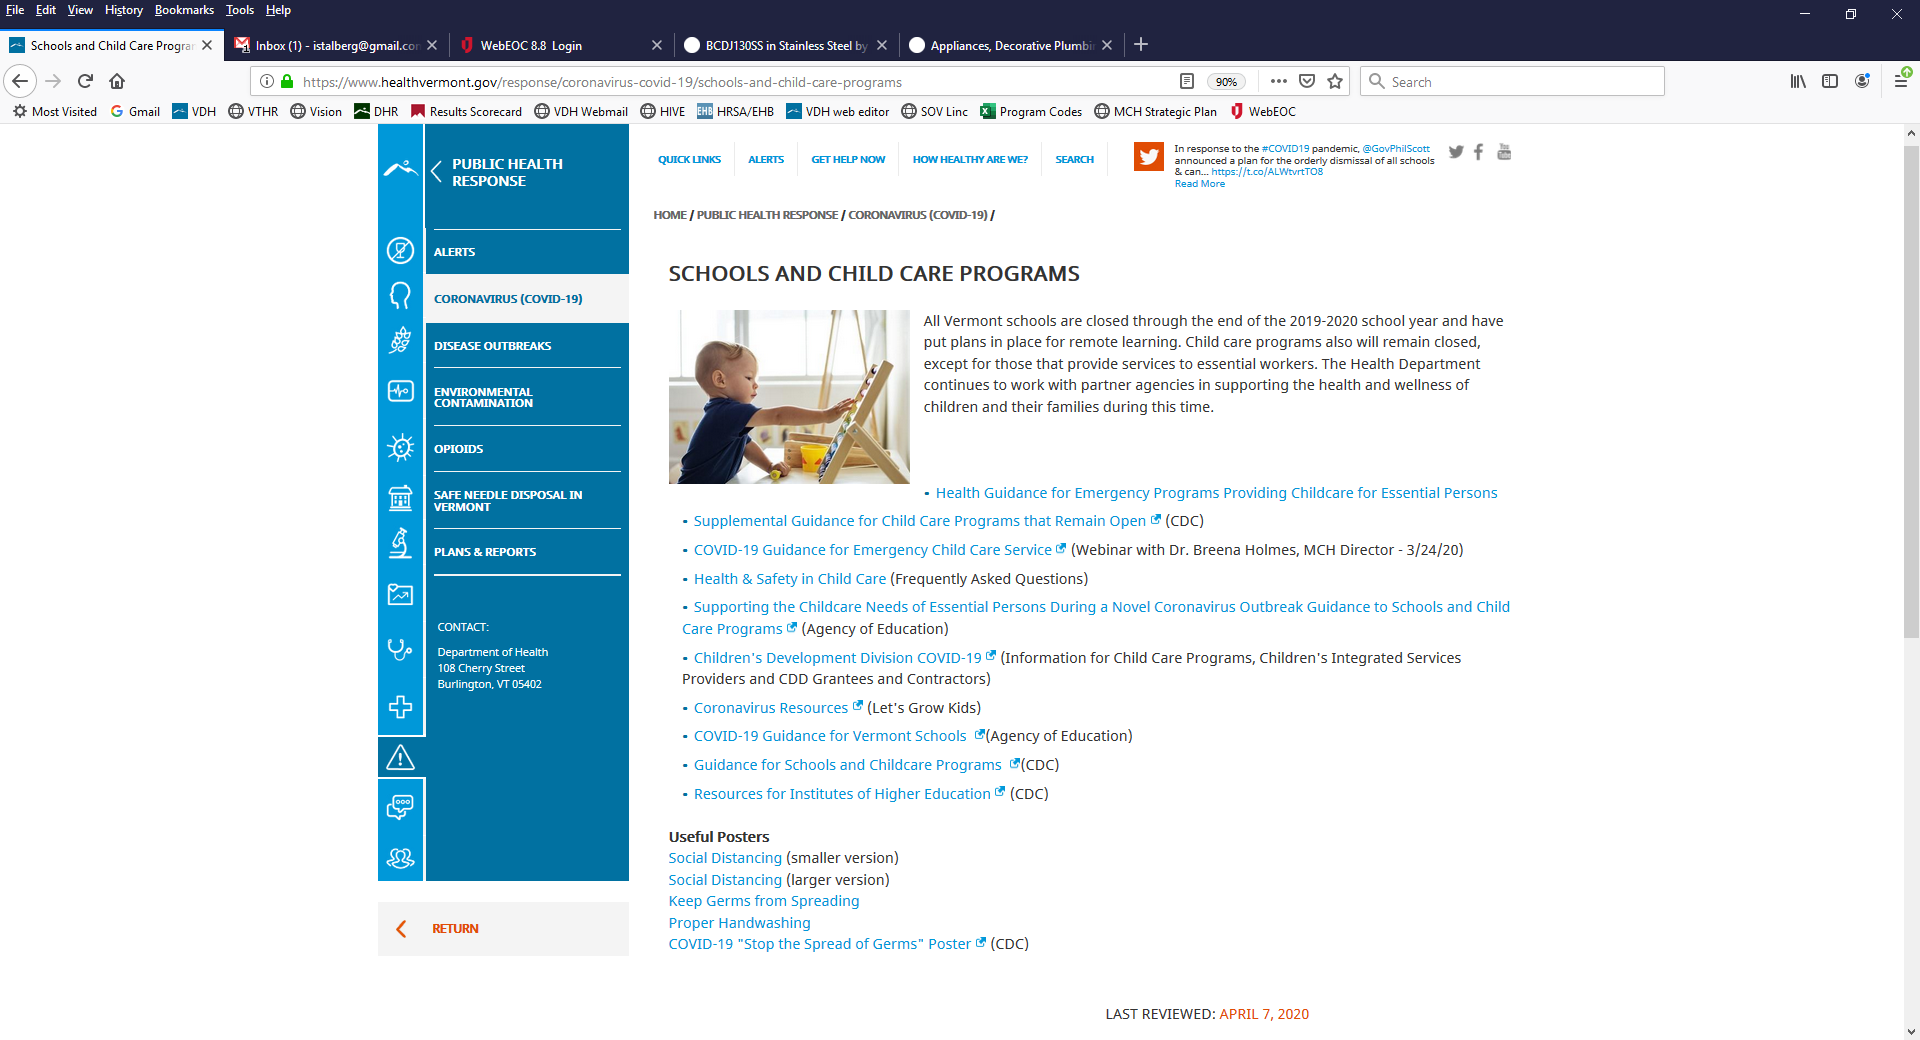 File Edit View History Bookmarks Tools Help
Schools and Child Care Progra
Inbox (1) - istalberg@gmail.co
WebEOC 8.8 Login
BCDJ130SS in Stainless Steel by
Appliances, Decorative Plumbi
https://www.healthvermont.gov/response/coronavirus-covid-19/schools-and-child-care-programs
90%
Search
Most Visited Gmail VDH VTHR Vision DHR Results Scorecard VDH Webmail HIVE HRSA/EHB VDH web editor SOV Linc Program Codes MCH Strategic Plan WebEOC
PUBLIC HEALTH
RESPONSE
ALERTS
CORONAVIRUS (COVID-19)
DISEASE OUTBREAKS
ENVIRONMENTAL
CONTAMINATION
OPIOIDS
SAFE NEEDLE DISPOSAL IN
VERMONT
PLANS & REPORTS
CONTACT:
Department of Health
108 Cherry Street
Burlington, VT 05402
RETURN
QUICK LINKS ALERTS GET HELP NOW HOW HEALTHY ARE WE? SEARCH
In response to the #COVID19 pandemic, @GovPhilScott
announced a plan for the orderly dismissal of all schools
& can... https://t.co/ALWtvrtTO8
Read More
HOME / PUBLIC HEALTH RESPONSE / CORONAVIRUS (COVID-19) /
SCHOOLS AND CHILD CARE PROGRAMS
All Vermont schools are closed through the end of the 2019-2020 school year and have
put plans in place for remote learning. Child care programs also will remain closed,
except for those that provide services to essential workers. The Health Department
continues to work with partner agencies in supporting the health and wellness of
children and their families during this time.
• Health Guidance for Emergency Programs Providing Childcare for Essential Persons
• Supplemental Guidance for Child Care Programs that Remain Open (CDC)
• COVID-19 Guidance for Emergency Child Care Service (Webinar with Dr. Breena Holmes, MCH Director - 3/24/20)
• Health & Safety in Child Care (Frequently Asked Questions)
• Supporting the Childcare Needs of Essential Persons During a Novel Coronavirus Outbreak Guidance to Schools and Child
Care Programs (Agency of Education)
• Children's Development Division COVID-19 (Information for Child Care Programs, Children's Integrated Services
Providers and CDD Grantees and Contractors)
• Coronavirus Resources (Let's Grow Kids)
• COVID-19 Guidance for Vermont Schools (Agency of Education)
• Guidance for Schools and Childcare Programs (CDC)
• Resources for Institutes of Higher Education (CDC)
Useful Posters
Social Distancing (smaller version)
Social Distancing (larger version)
Keep Germs from Spreading
Proper Handwashing
COVID-19 "Stop the Spread of Germs" Poster (CDC)
LAST REVIEWED: APRIL 7, 2020